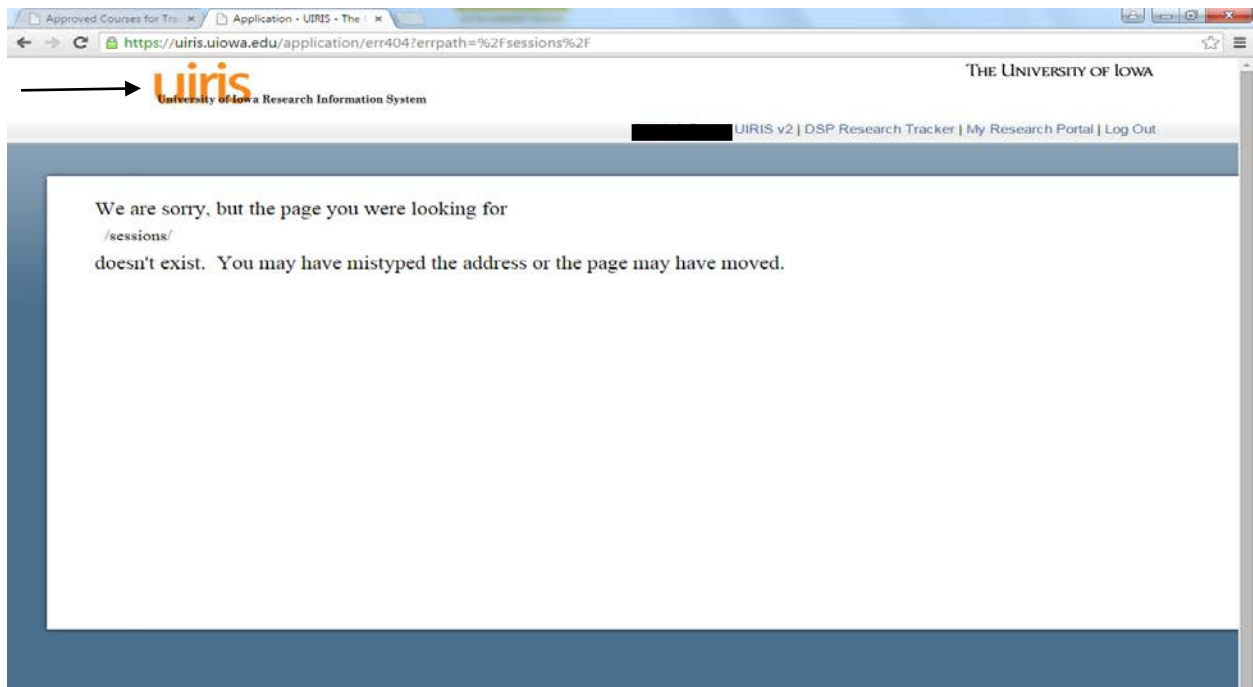 Approved Courses for Tra
Application - UIRIS - The
https://uiris.uiowa.edu/application/err404?errpath=%2Fsessions%2F
uiris
University of Iowa Research Information System
THE UNIVERSITY OF IOWA
UIRIS v2 | DSP Research Tracker | My Research Portal | Log Out
We are sorry, but the page you were looking for
/sessions/
doesn't exist. You may have mistyped the address or the page may have moved.